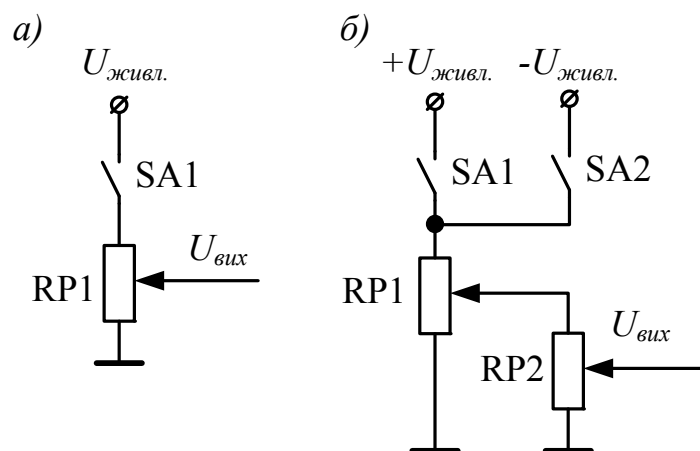 а)
Uживл.
SA1
Uвих
RP1
б)
+Uживл. -Uживл.
SA1 SA2
RP1
Uвих
RP2